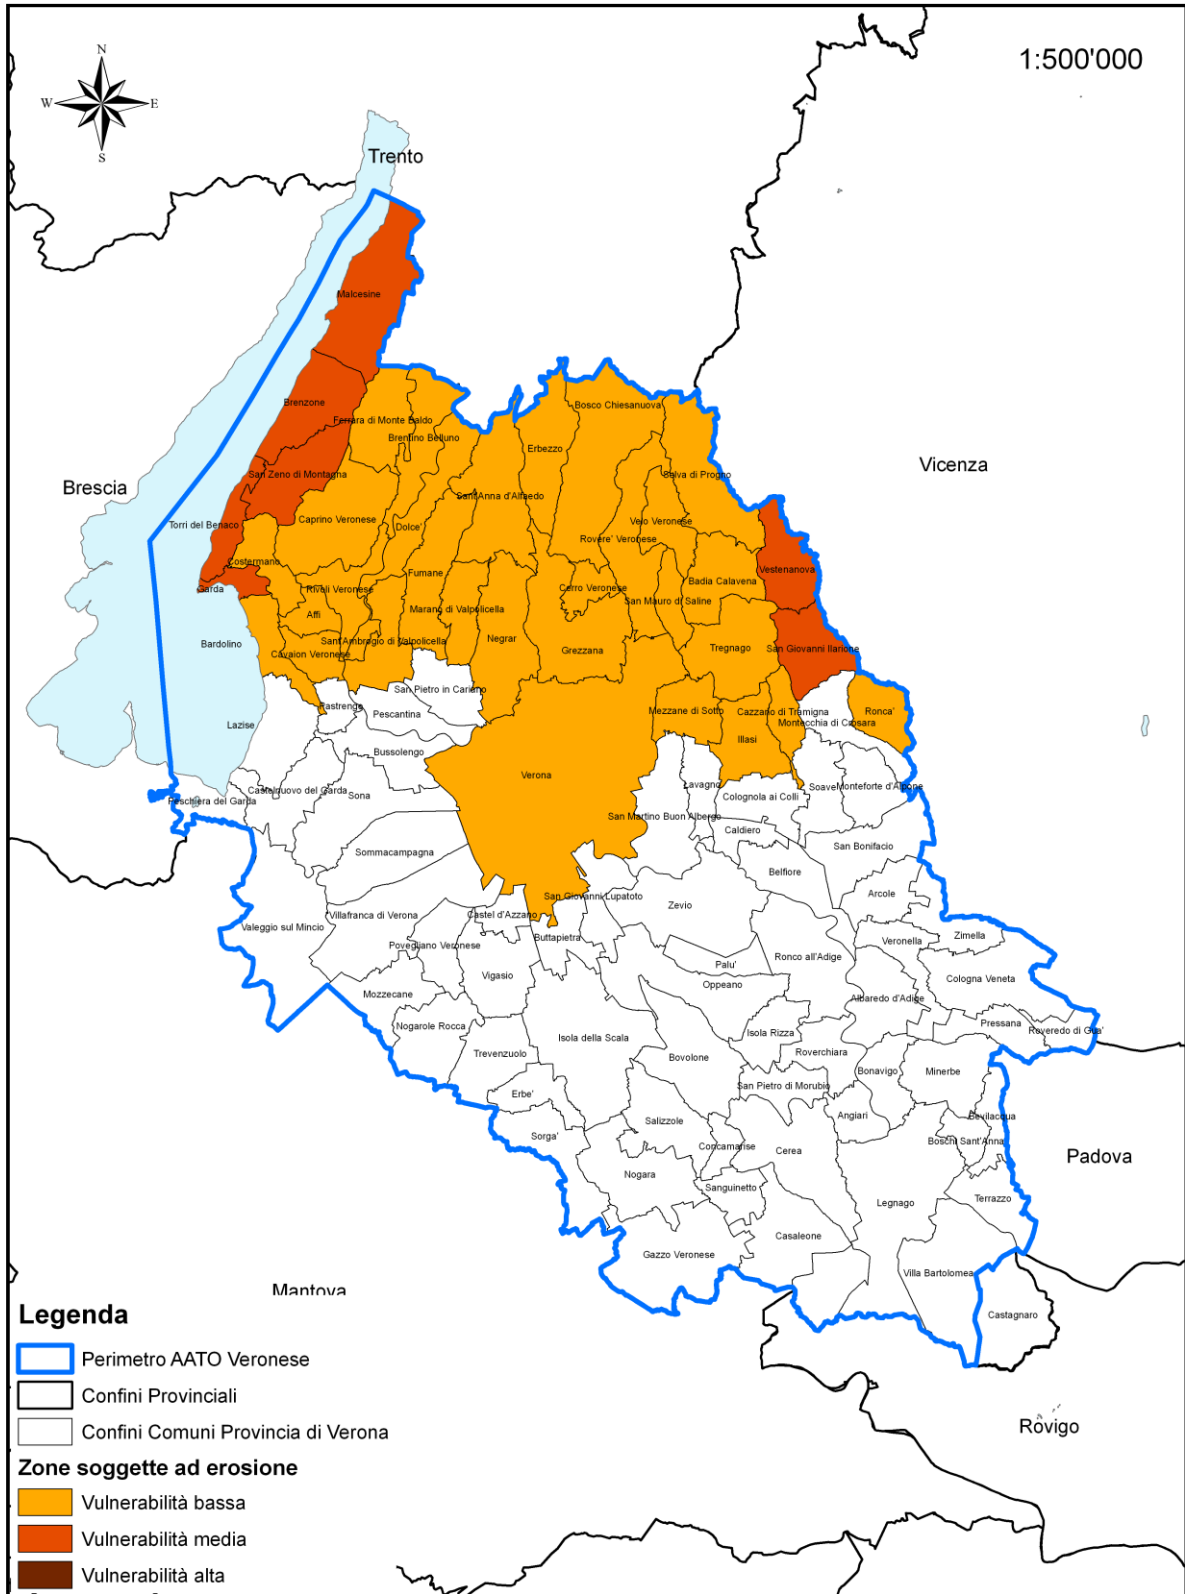 1:500'000
N
W
E
S
Trento
Malcesine
Brenzone
Bosco Chiesanuova
Ferrara di Monte Baldo
Brentino Belluno
Erbezzo
Vicenza
San Zeno di Montagna
Selva di Progno
Brescia
Sant'Anna d'Alfaedo
Torri del Benaco
Caprino Veronese
Dolce'
Velo Veronese
Rovere' Veronese
Costermano
Vestenanova
Fumane
Badia Calavena
Garda
Rivoli Veronese
Cerro Veronese
San Mauro di Saline
Affi
Marano di Valpolicella
Bardolino
Sant'Ambrogio di Valpolicella
Negrar
Grezzana
Tregnago
San Giovanni Ilarione
Cavaion Veronese
San Pietro in Cariano
Pastrengo
Pescantina
Mezzane di Sotto
Cazzano di Tramigna
Ronca'
Lazise
Montecchia di Crosara
Illasi
Bussolengo
Verona
Castelnuovo del Garda
Sona
Lavagno
Soave
Monteforte d'Alpone
Peschiera del Garda
Colognola ai Colli
San Martino Buon Albergo
Caldiero
Sommacampagna
San Bonifacio
Belfiore
Arcole
San Giovanni Lupatoto
Zevio
Villafranca di Verona
Castel d'Azzano
Valeggio sul Mincio
Buttapietra
Veronella
Zimella
Povegliano Veronese
Ronco all'Adige
Palu'
Vigasio
Oppeano
Cologna Veneta
Mozzecane
Albaredo d'Adige
Nogarole Rocca
Isola della Scala
Isola Rizza
Pressana
Roveredo di Gua'
Trevenzuolo
Bovolone
Roverchiara
Bonavigo
Minerbe
Erbe'
San Pietro di Morubio
Salizzole
Angiari
Bevilacqua
Sorga'
Concamarise
Cerea
Boschi Sant'Anna
Padova
Nogara
Sanguinetto
Legnago
Terrazzo
Casaleone
Gazzo Veronese
Villa Bartolomea
Mantova
Castagnaro
Rovigo
Legenda
Perimetro AATO Veronese
Confini Provinciali
Confini Comuni Provincia di Verona
Zone soggette ad erosione
Vulnerabilità bassa
Vulnerabilità media
Vulnerabilità alta